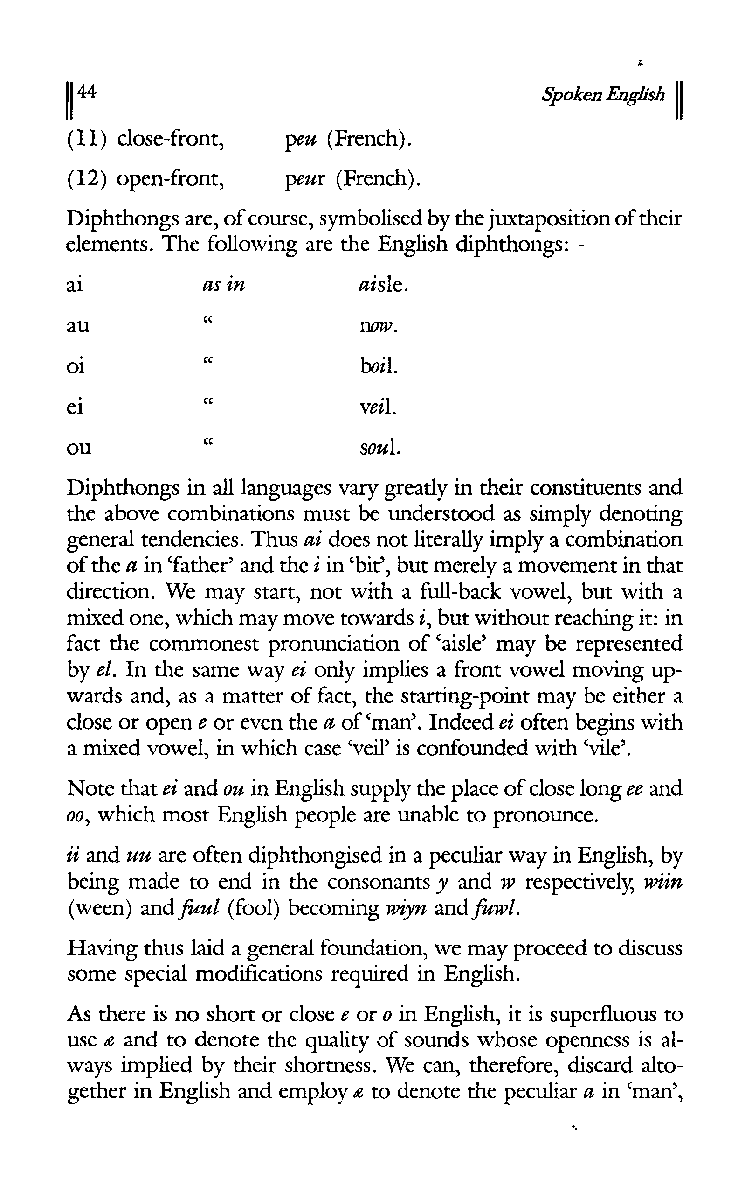 44 Spoken English
(11) close-front, peu (French).
(12) open-front, peur (French).
Diphthongs are, of course, symbolised by the juxtaposition of their
elements. The following are the English diphthongs: -
ai as in aisle.
au “ now.
oi “ boil.
ei “ veil.
ou “ soul.
Diphthongs in all languages vary greatly in their constituents and
the above combinations must be understood as simply denoting
general tendencies. Thus ai does not literally imply a combination
of the a in ‘father’ and the i in ‘bit’, but merely a movement in that
direction. We may start, not with a full-back vowel, but with a
mixed one, which may move towards i, but without reaching it: in
fact the commonest pronunciation of ‘aisle’ may be represented
by el. In the same way ei only implies a front vowel moving up-
wards and, as a matter of fact, the starting-point may be either a
close or open e or even the a of ‘man’. Indeed ei often begins with
a mixed vowel, in which case ‘veil’ is confounded with ‘vile’.
Note that ei and ou in English supply the place of close long ee and
oo, which most English people are unable to pronounce.
ii and uu are often diphthongised in a peculiar way in English, by
being made to end in the consonants y and w respectively, wiin
(ween) and fuul (fool) becoming wiyn and fuwl.
Having thus laid a general foundation, we may proceed to discuss
some special modifications required in English.
As there is no short or close e or o in English, it is superfluous to
use æ and to denote the quality of sounds whose openness is al-
ways implied by their shortness. We can, therefore, discard alto-
gether in English and employ æ to denote the peculiar a in ‘man’,